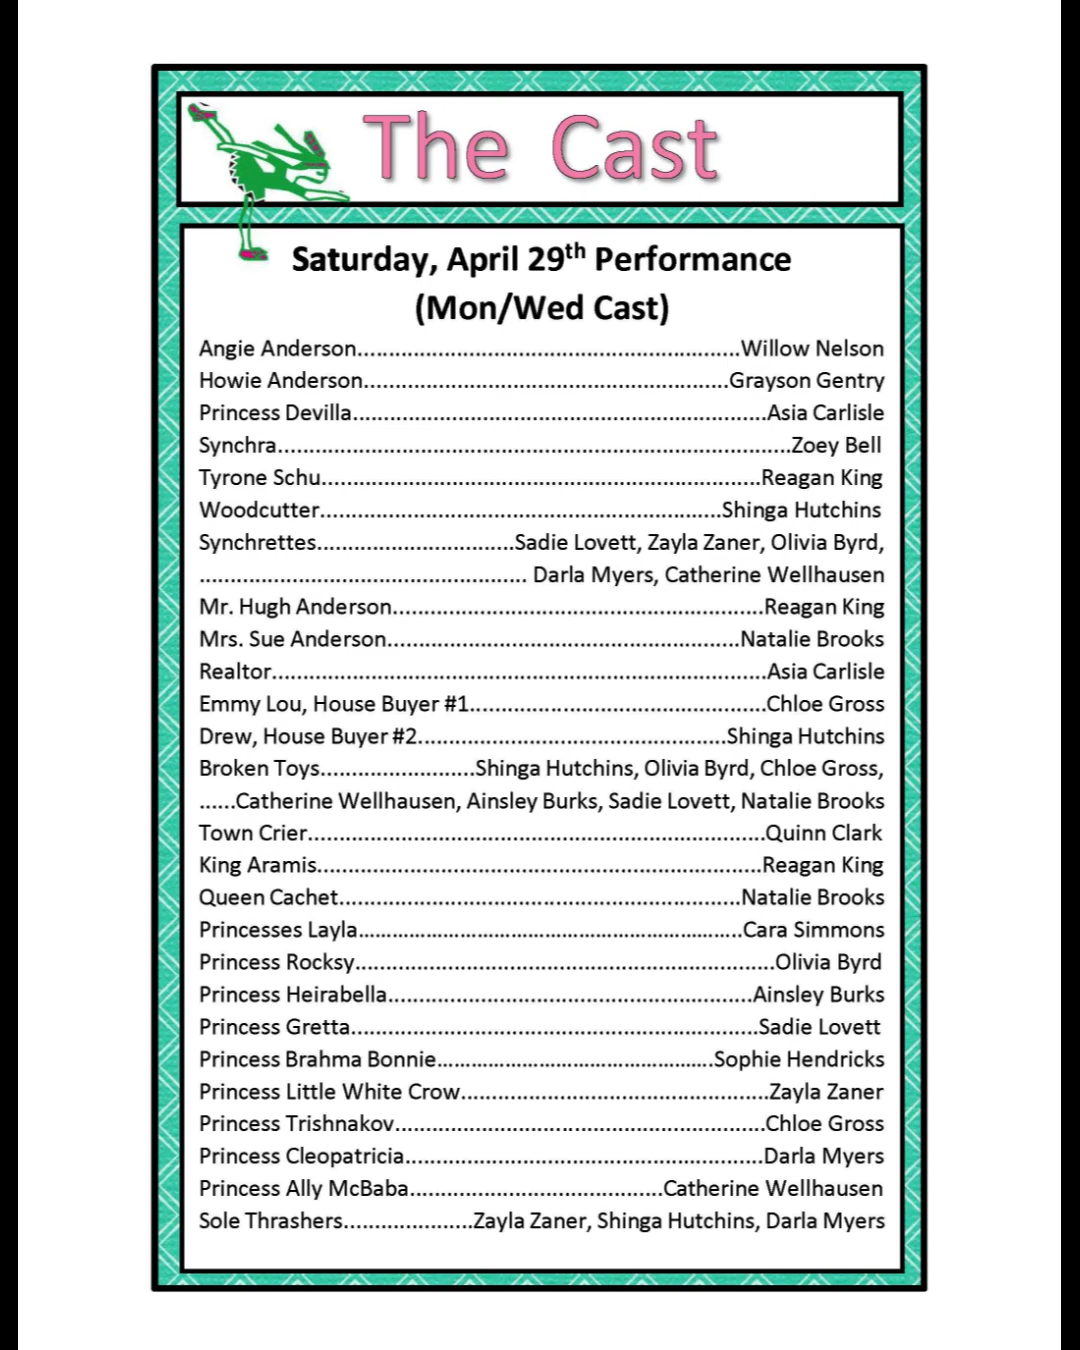 The Cast
Saturday, April 29th Performance
(Mon/Wed Cast)
Angie Anderson.............................................................Willow Nelson
Howie Anderson..........................................................Grayson Gentry
Princess Devilla..................................................................Asia Carlisle
Synchra..................................................................................Zoey Bell
Tyrone Schu......................................................................Reagan King
Woodcutter................................................................Shinga Hutchins
Synchrettes................................Sadie Lovett, Zayla Zaner, Olivia Byrd,
..................................................... Darla Myers, Catherine Wellhausen
Mr. Hugh Anderson............................................................Reagan King
Mrs. Sue Anderson.........................................................Natalie Brooks
Realtor................................................................................Asia Carlisle
Emmy Lou, House Buyer #1................................................Chloe Gross
Drew, House Buyer #2..................................................Shinga Hutchins
Broken Toys.........................Shinga Hutchins, Olivia Byrd, Chloe Gross,
......Catherine Wellhausen, Ainsley Burks, Sadie Lovett, Natalie Brooks
Town Crier..........................................................................Quinn Clark
King Aramis.......................................................................Reagan King
Queen Cachet................................................................Natalie Brooks
Princesses Layla..............................................................Cara Simmons
Princess Rocksy...................................................................Olivia Byrd
Princess Heirabella..........................................................Ainsley Burks
Princess Gretta.................................................................Sadie Lovett
Princess Brahma Bonnie............................................Sophie Hendricks
Princess Little White Crow.................................................Zayla Zaner
Princess Trishnakov...........................................................Chloe Gross
Princess Cleopatricia.........................................................Darla Myers
Princess Ally McBaba........................................Catherine Wellhausen
Sole Thrashers.....................Zayla Zaner, Shinga Hutchins, Darla Myers